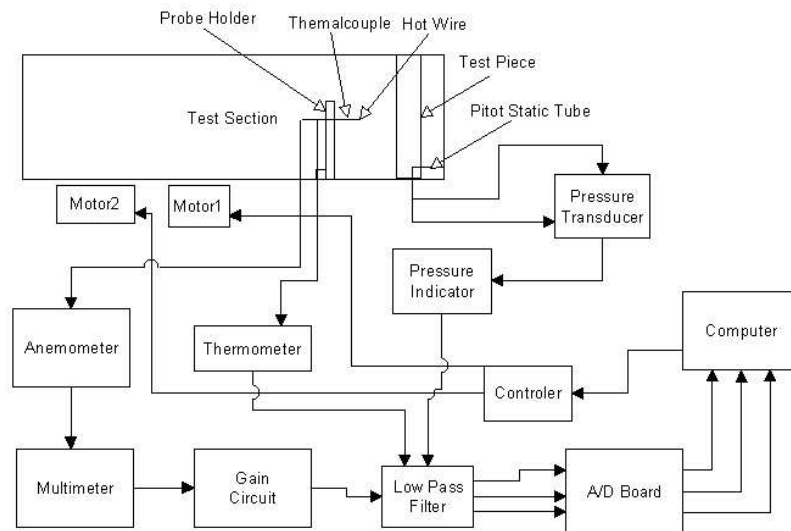 Probe Holder
Themalcouple
Hot Wire
Test Piece
Test Section
Pitot Static Tube
Motor2
Motor1
Pressure
Transducer
Pressure
Indicator
Anemometer
Thermometer
Computer
Controler
Multimeter
Gain
Circuit
Low Pass
Filter
A/D Board